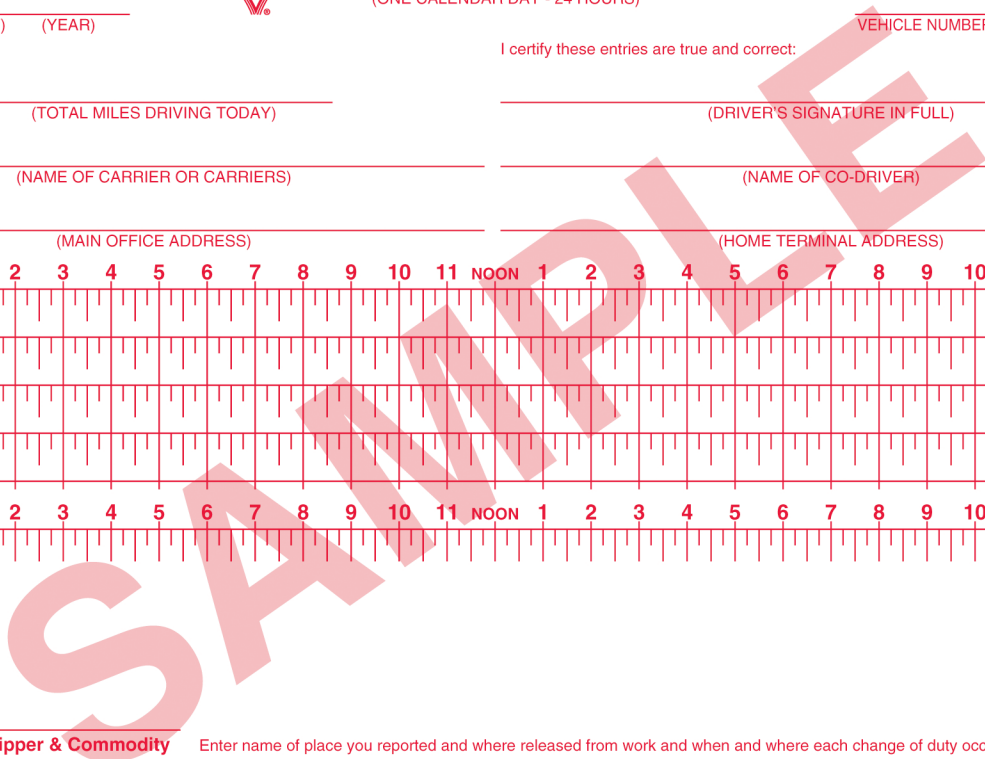 (ONE CALENDAR DAY - 24 HOURS)
) (YEAR) VEHICLE NUMBER
I certify these entries are true and correct:
(TOTAL MILES DRIVING TODAY) (DRIVER'S SIGNATURE IN FULL)
(NAME OF CARRIER OR CARRIERS) (NAME OF CO-DRIVER)
(MAIN OFFICE ADDRESS) (HOME TERMINAL ADDRESS)
2 3 4 5 6 7 8 9 10 11 NOON 1 2 3 4 5 6 7 8 9 10
2 3 4 5 6 7 8 9 10 11 NOON 1 2 3 4 5 6 7 8 9 10
SAMPLE
ipper & Commodity Enter name of place you reported and where released from work and when and where each change of duty occ